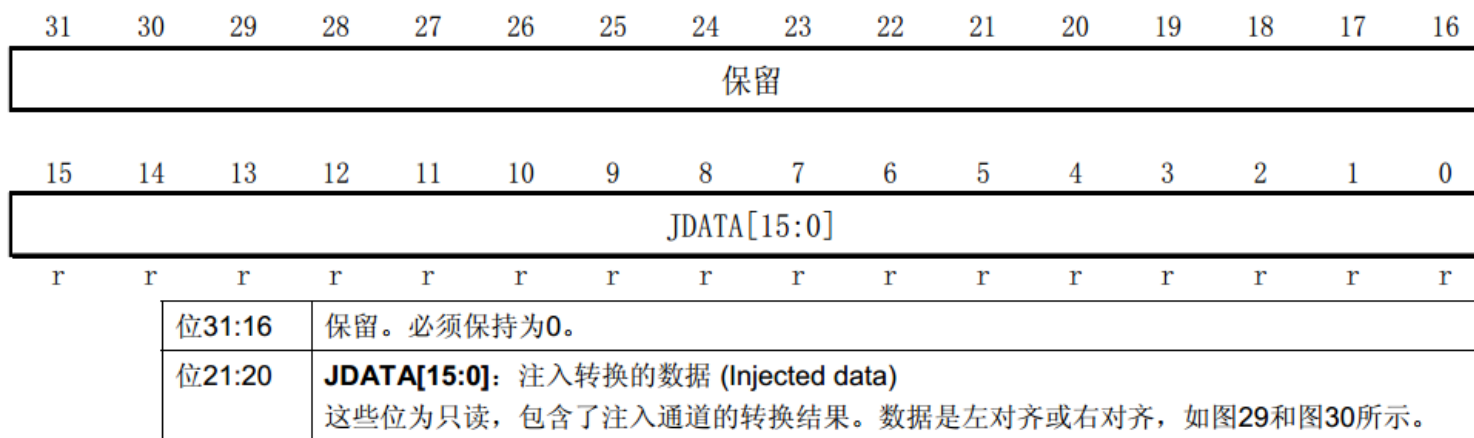 31 30 29 28 27 26 25 24 23 22 21 20 19 18 17 16
保留
15 14 13 12 11 10 9 8 7 6 5 4 3 2 1 0
JDATA[15:0]
r r r r r r r r r r r r r r r r
位31:16 保留。必须保持为0。
位21:20 JDATA[15:0]：注入转换的数据 (Injected data)
这些位为只读，包含了注入通道的转换结果。数据是左对齐或右对齐，如图29和图30所示。